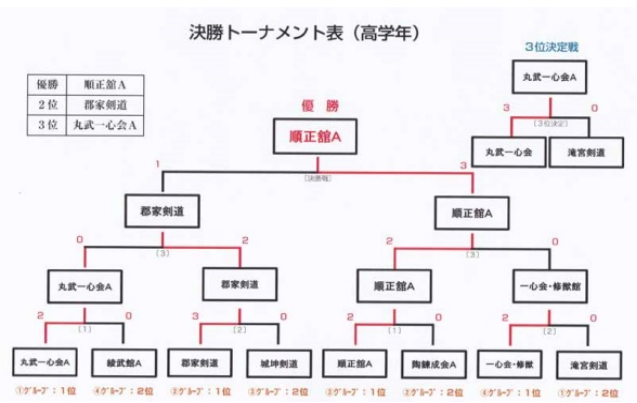 決勝トーナメント表（高学年）
3位決定戦
優勝 順正館A
2位 郡家剣道
3位 丸武一心会A
丸武一心会A
3 0
[3位決定]
丸武一心会 滝宮剣道
優勝
順正館A
1 3
[決勝戦]
郡家剣道 順正館A
0 2 2 0
[3] [3]
丸武一心会A 郡家剣道 順正館A 一心会・修猷館
2 0 3 0 2 0 2 0
[1] [2] [1] [2]
丸武一心会A 綾武館A 郡家剣道 城坤剣道 順正館A 陶錬成会A 一心会・修猷 滝宮剣道
①ｸﾞﾙｰﾌﾟ：1位 ④ｸﾞﾙｰﾌﾟ：2位 ②ｸﾞﾙｰﾌﾟ：1位 ③ｸﾞﾙｰﾌﾟ：2位 ③ｸﾞﾙｰﾌﾟ：1位 ②ｸﾞﾙｰﾌﾟ：2位 ④ｸﾞﾙｰﾌﾟ：1位 ①ｸﾞﾙｰﾌﾟ：2位